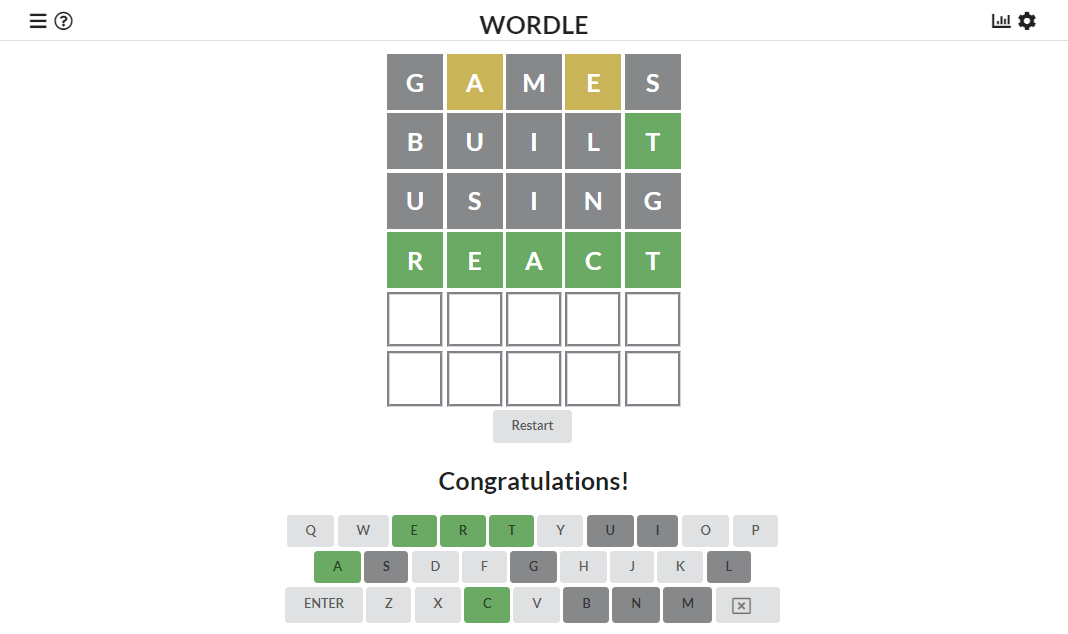 WORDLE
G A M E S
B U I L T
U S I N G
R E A C T
Restart
Congratulations!
Q W E R T Y U I O P
A S D F G H J K L
ENTER Z X C V B N M